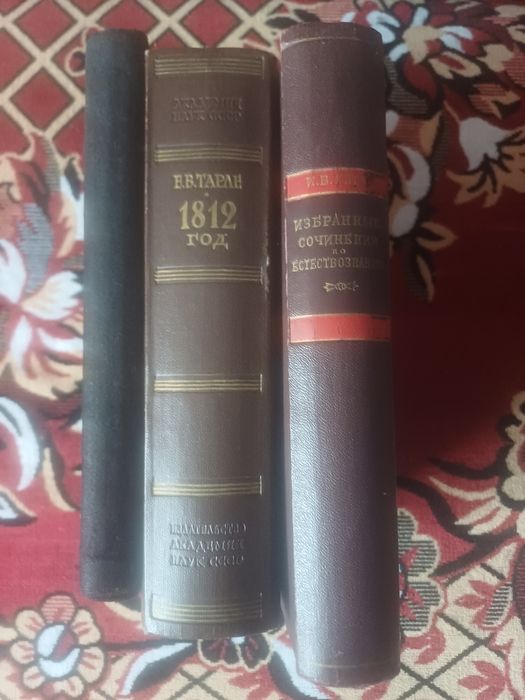 АКАДЕМИЯ
НАУК СССР
Е.В.ТАРЛЕ
1812
ГОД
ИЗДАТЕЛЬСТВО
АКАДЕМИИ
НАУК СССР
ИЗБРАННЫЕ
СОЧИНЕНИЯ
ПО
ЕСТЕСТВОЗНАНИЮ